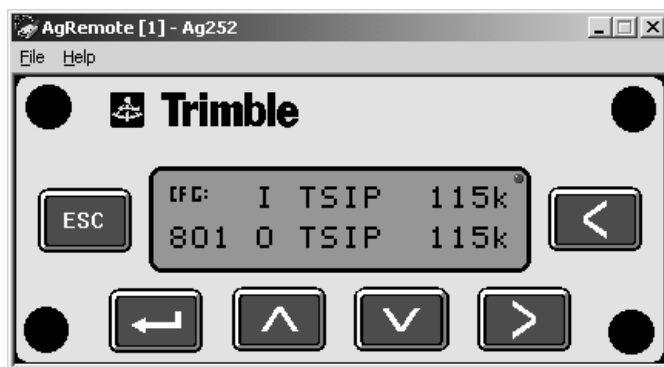 AgRemote [1] - Ag252
File Help
Trimble
ESC
CFG: I TSIP 115k
801 O TSIP 115k